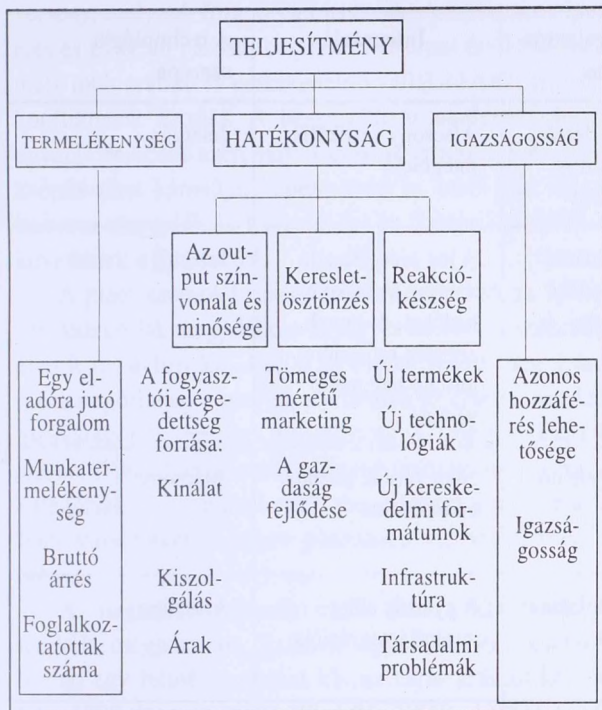 TELJESÍTMÉNY
TERMELÉKENYSÉG
HATÉKONYSÁG
IGAZSÁGOSSÁG
Az out-
put szín-
vonala és
minősége
Kereslet-
ösztönzés
Reakció-
készség
Egy el-
adóra jutó
forgalom
Munkater-
melékeny-
ség
Bruttó
árrés
Foglalkoz-
tatottak
száma
A fogyasz-
tói elége-
dettség
forrása:
Kínálat
Kiszol-
gálás
Árak
Tömeges
méretű
marketing
A gaz-
daság
fejlődése
Új termékek
Új techno-
lógiák
Új kereske-
delmi for-
mátumok
Infrastruk-
túra
Társadalmi
problémák
Azonos
hozzáfé-
rés lehe-
tősége
Igazsá-
gosság